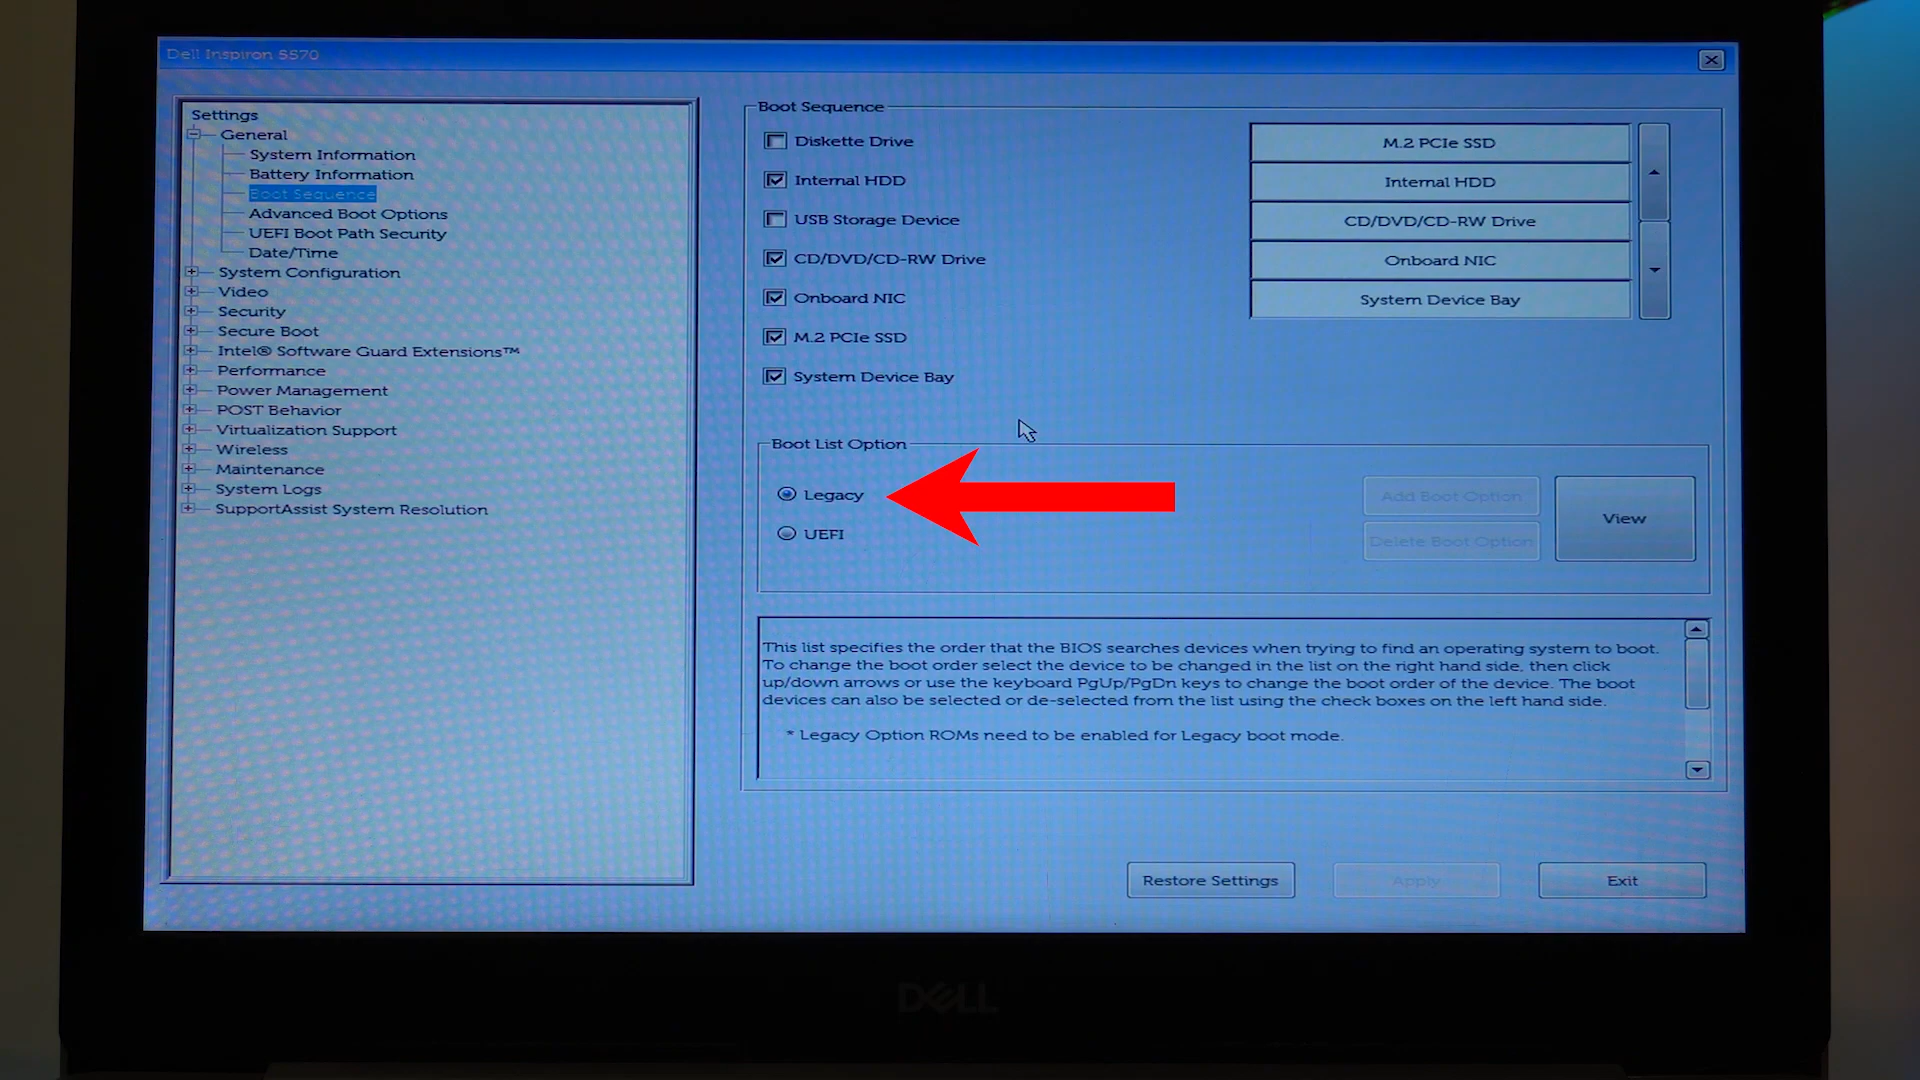 Dell Inspiron 5570
Settings
General
System Information
Battery Information
Boot Sequence
Advanced Boot Options
UEFI Boot Path Security
Date/Time
System Configuration
Video
Security
Secure Boot
Intel® Software Guard Extensions™
Performance
Power Management
POST Behavior
Virtualization Support
Wireless
Maintenance
System Logs
SupportAssist System Resolution
Boot Sequence
Diskette Drive
Internal HDD
USB Storage Device
CD/DVD/CD-RW Drive
Onboard NIC
M.2 PCIe SSD
System Device Bay
M.2 PCIe SSD
Internal HDD
CD/DVD/CD-RW Drive
Onboard NIC
System Device Bay
Boot List Option
Legacy
UEFI
Add Boot Option
Delete Boot Option
View
This list specifies the order that the BIOS searches devices when trying to find an operating system to boot.
To change the boot order select the device to be changed in the list on the right hand side, then click
up/down arrows or use the keyboard PgUp/PgDn keys to change the boot order of the device. The boot
devices can also be selected or de-selected from the list using the check boxes on the left hand side.
* Legacy Option ROMs need to be enabled for Legacy boot mode.
Restore Settings
Apply
Exit
DELL